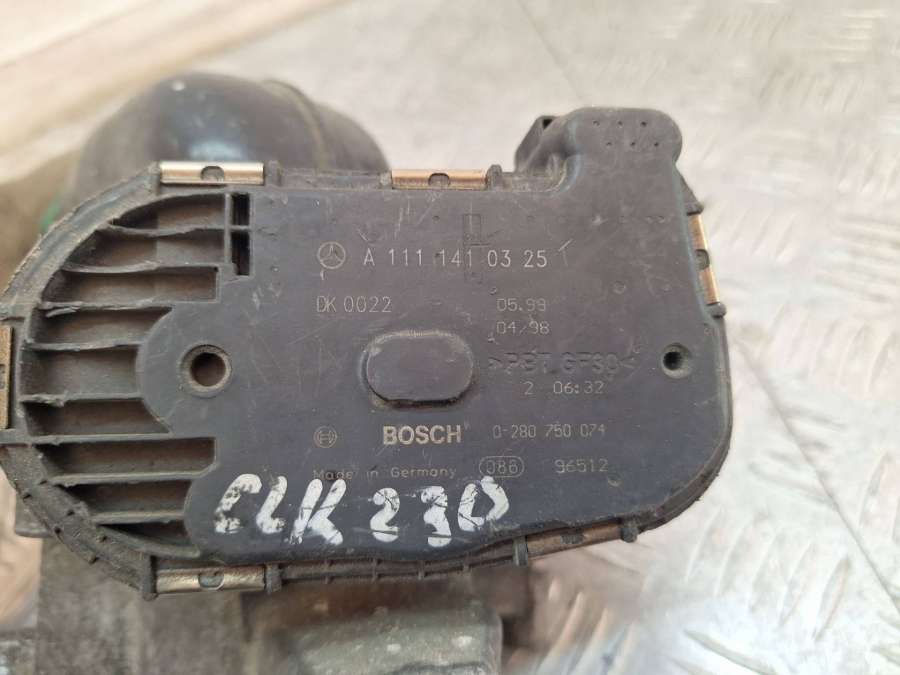 A 111 141 03 25
DK 0022
05.99
04/98
>PBT GF30<
2 06:32
BOSCH 0-280 750 074
Made in Germany 086 96512
CLK 230